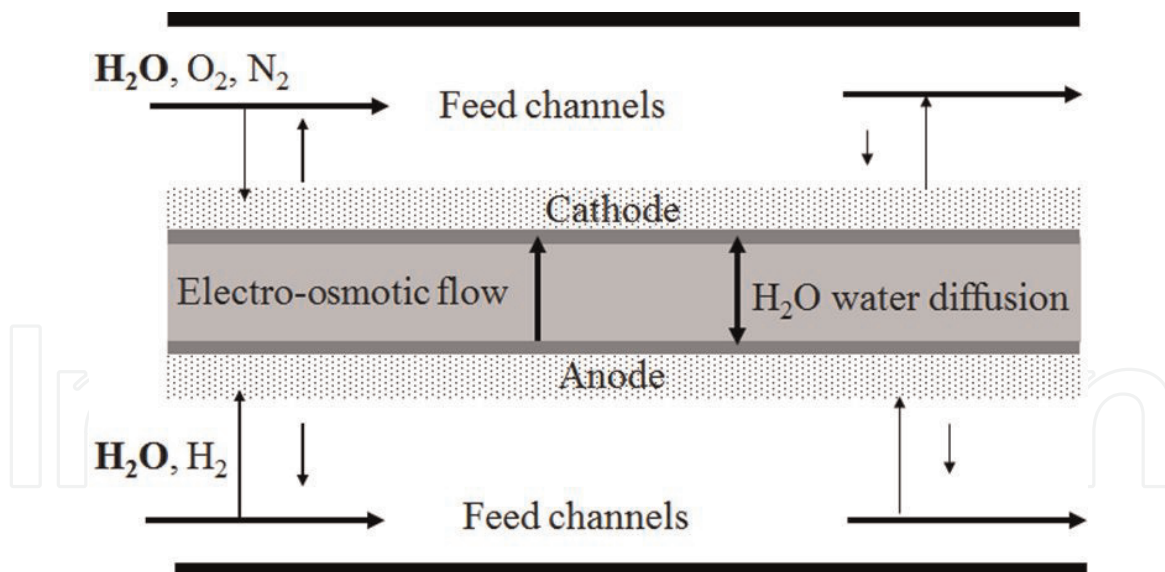 H₂O, O₂, N₂
Feed channels
Cathode
Electro-osmotic flow
H₂O water diffusion
Anode
H₂O, H₂
Feed channels